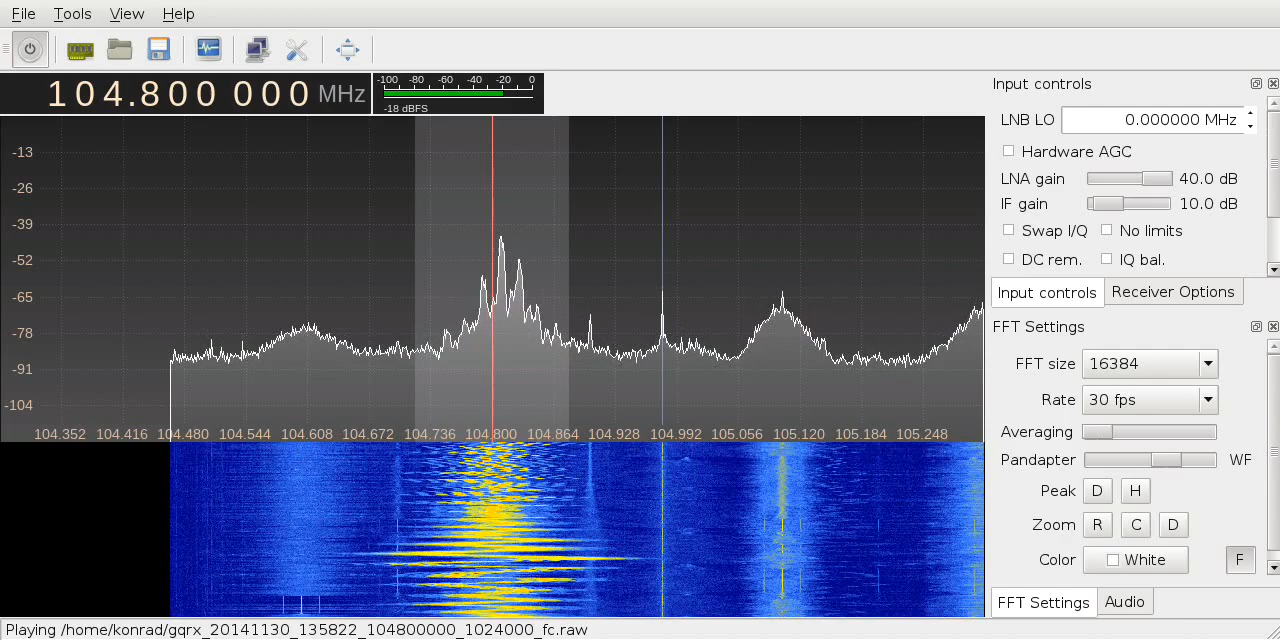 File Tools View Help
104.800 000 MHz
-100 -80 -60 -40 -20 0
-18 dBFS
-13
-26
-39
-52
-65
-78
-91
-104
104.352 104.416 104.480 104.544 104.608 104.672 104.736 104.800 104.864 104.928 104.992 105.056 105.120 105.184 105.248
Input controls
LNB LO 0.000000 MHz
Hardware AGC
LNA gain 40.0 dB
IF gain 10.0 dB
Swap I/Q No limits
DC rem. IQ bal.
Input controls Receiver Options
FFT Settings
FFT size 16384
Rate 30 fps
Averaging
Pandapter WF
Peak D H
Zoom R C D
Color White F
FFT Settings Audio
Playing /home/konrad/gqrx_20141130_135822_104800000_1024000_fc.raw